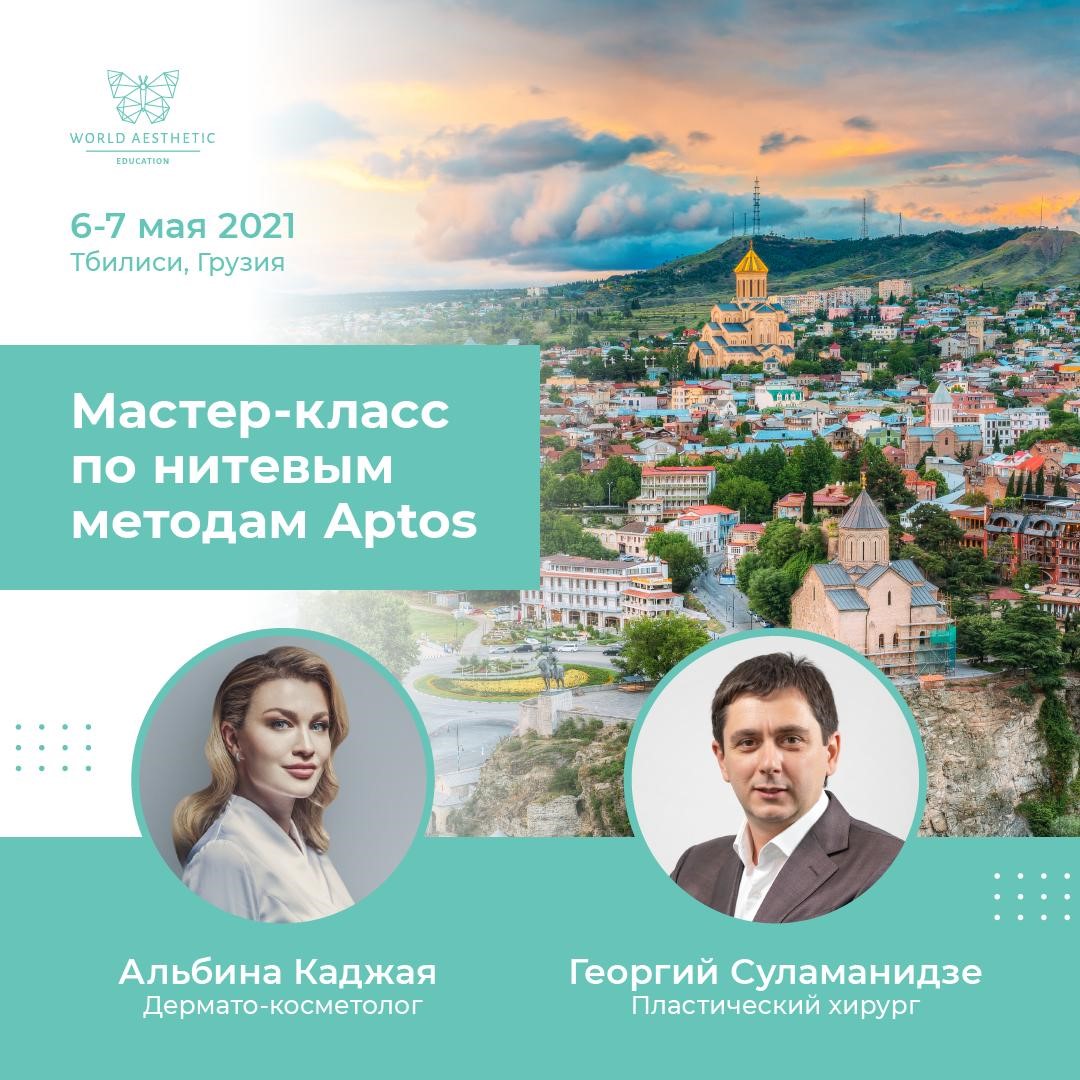 WORLD AESTHETIC
EDUCATION
6-7 мая 2021
Тбилиси, Грузия
Мастер-класс
по нитевым
методам Aptos
Альбина Каджая
Дермато-косметолог
Георгий Суламанидзе
Пластический хирург